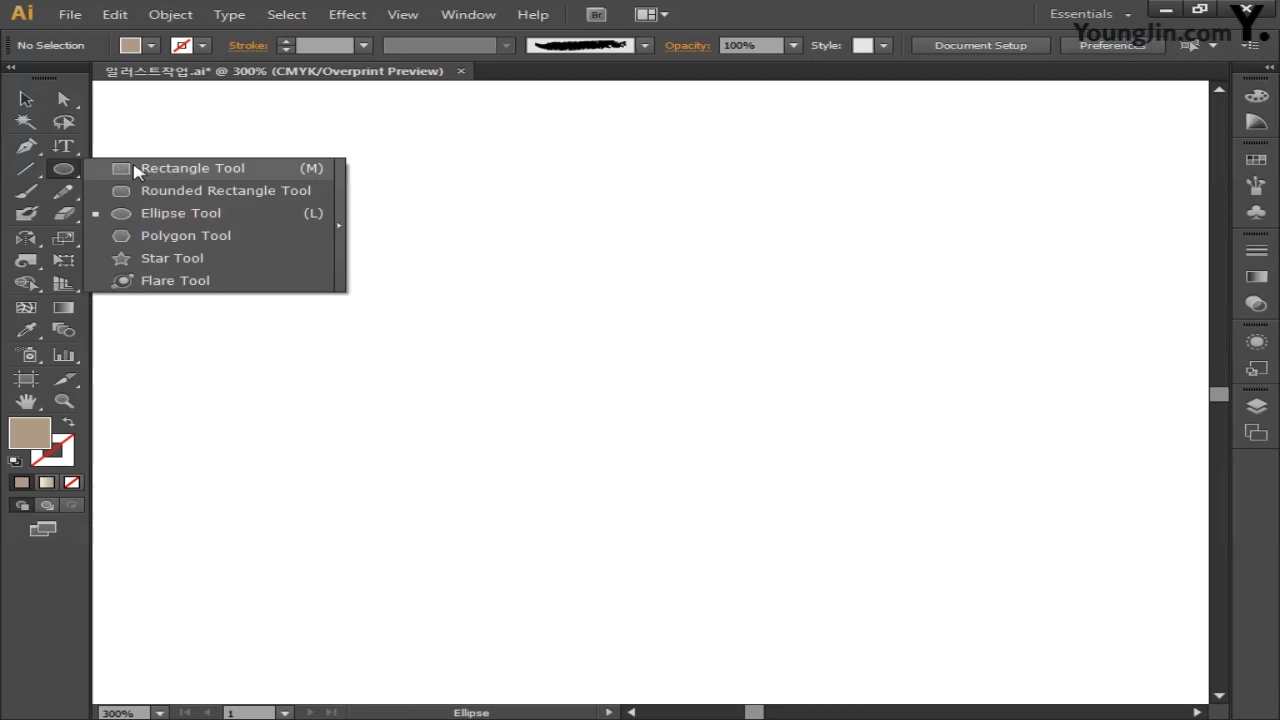 Ai File Edit Object Type Select Effect View Window Help Br Essentials
YoungJin.com Y.
No Selection Stroke: Opacity: 100% Style: Document Setup Preferences
일러스트작업.ai* @ 300% (CMYK/Overprint Preview)
Rectangle Tool (M)
Rounded Rectangle Tool
Ellipse Tool (L)
Polygon Tool
Star Tool
Flare Tool
300% 1 Ellipse